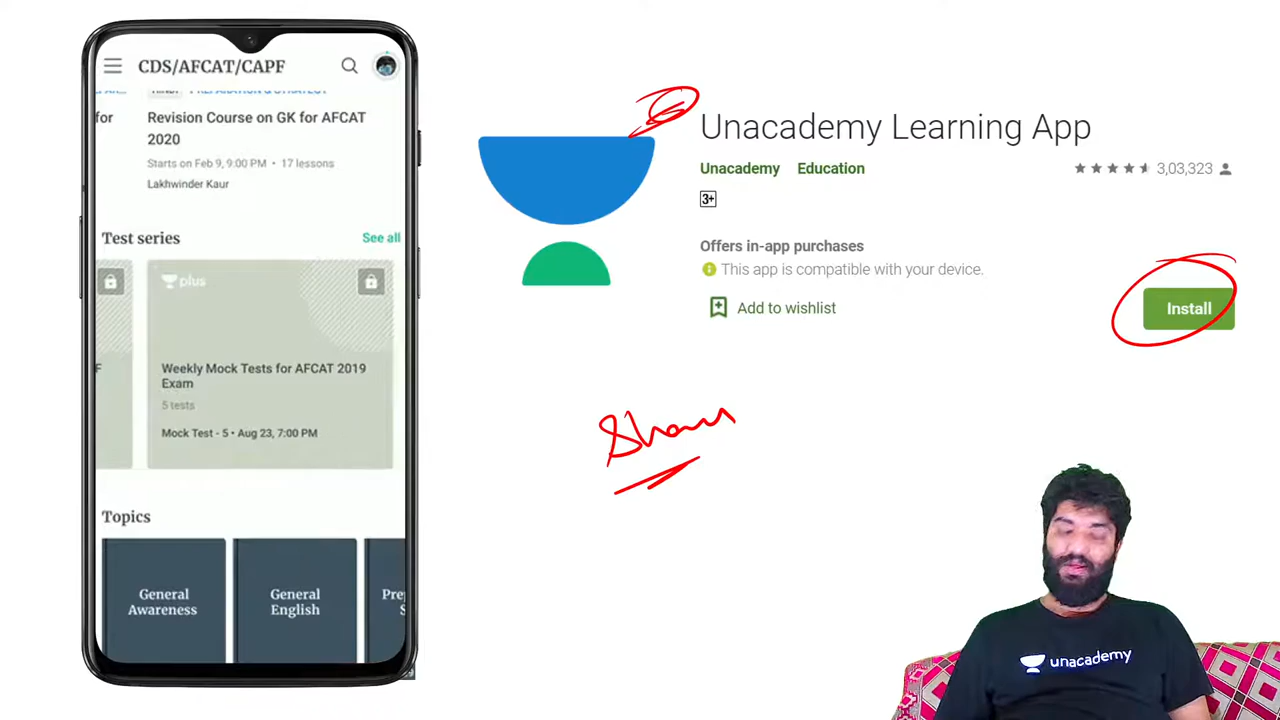 CDS/AFCAT/CAPF
for
Revision Course on GK for AFCAT
2020
Starts on Feb 9, 9:00 PM • 17 lessons
Lakhwinder Kaur
Test series
See all
plus
Weekly Mock Tests for AFCAT 2019
Exam
5 tests
Mock Test - 5 • Aug 23, 7:00 PM
Topics
General
Awareness
General
English
Unacademy Learning App
Unacademy Education
3,03,323
3+
Offers in-app purchases
This app is compatible with your device.
Add to wishlist
Install
unacademy